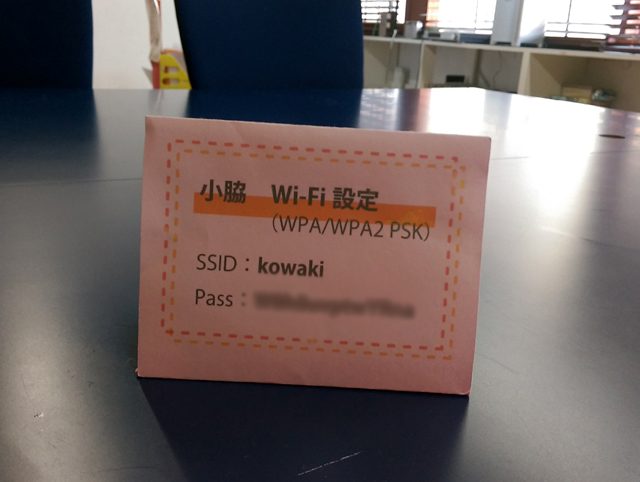 小脇 Wi-Fi 設定
(WPA/WPA2 PSK)
SSID：kowaki
Pass：